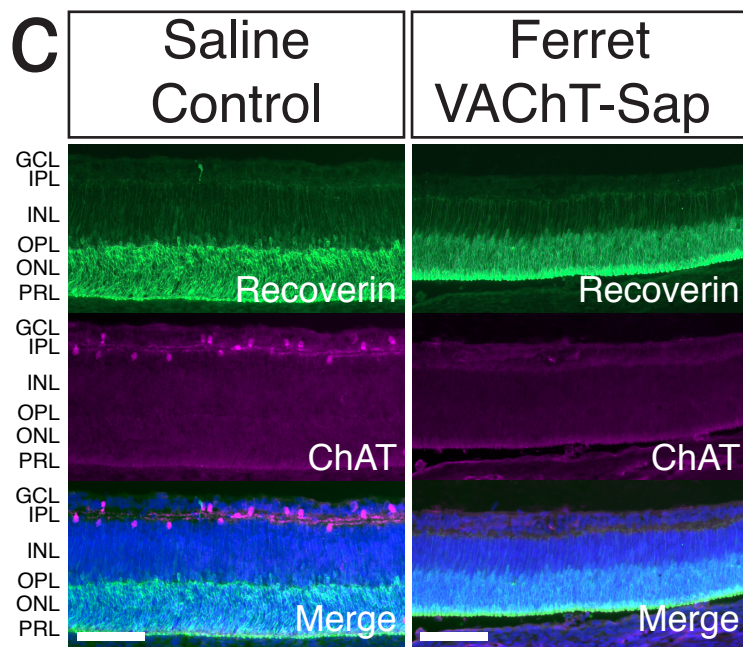 C
Saline
Control
Ferret
VAChT-Sap
GCL
IPL
INL
OPL
ONL
PRL
Recoverin
Recoverin
GCL
IPL
INL
OPL
ONL
PRL
ChAT
ChAT
GCL
IPL
INL
OPL
ONL
PRL
Merge
Merge